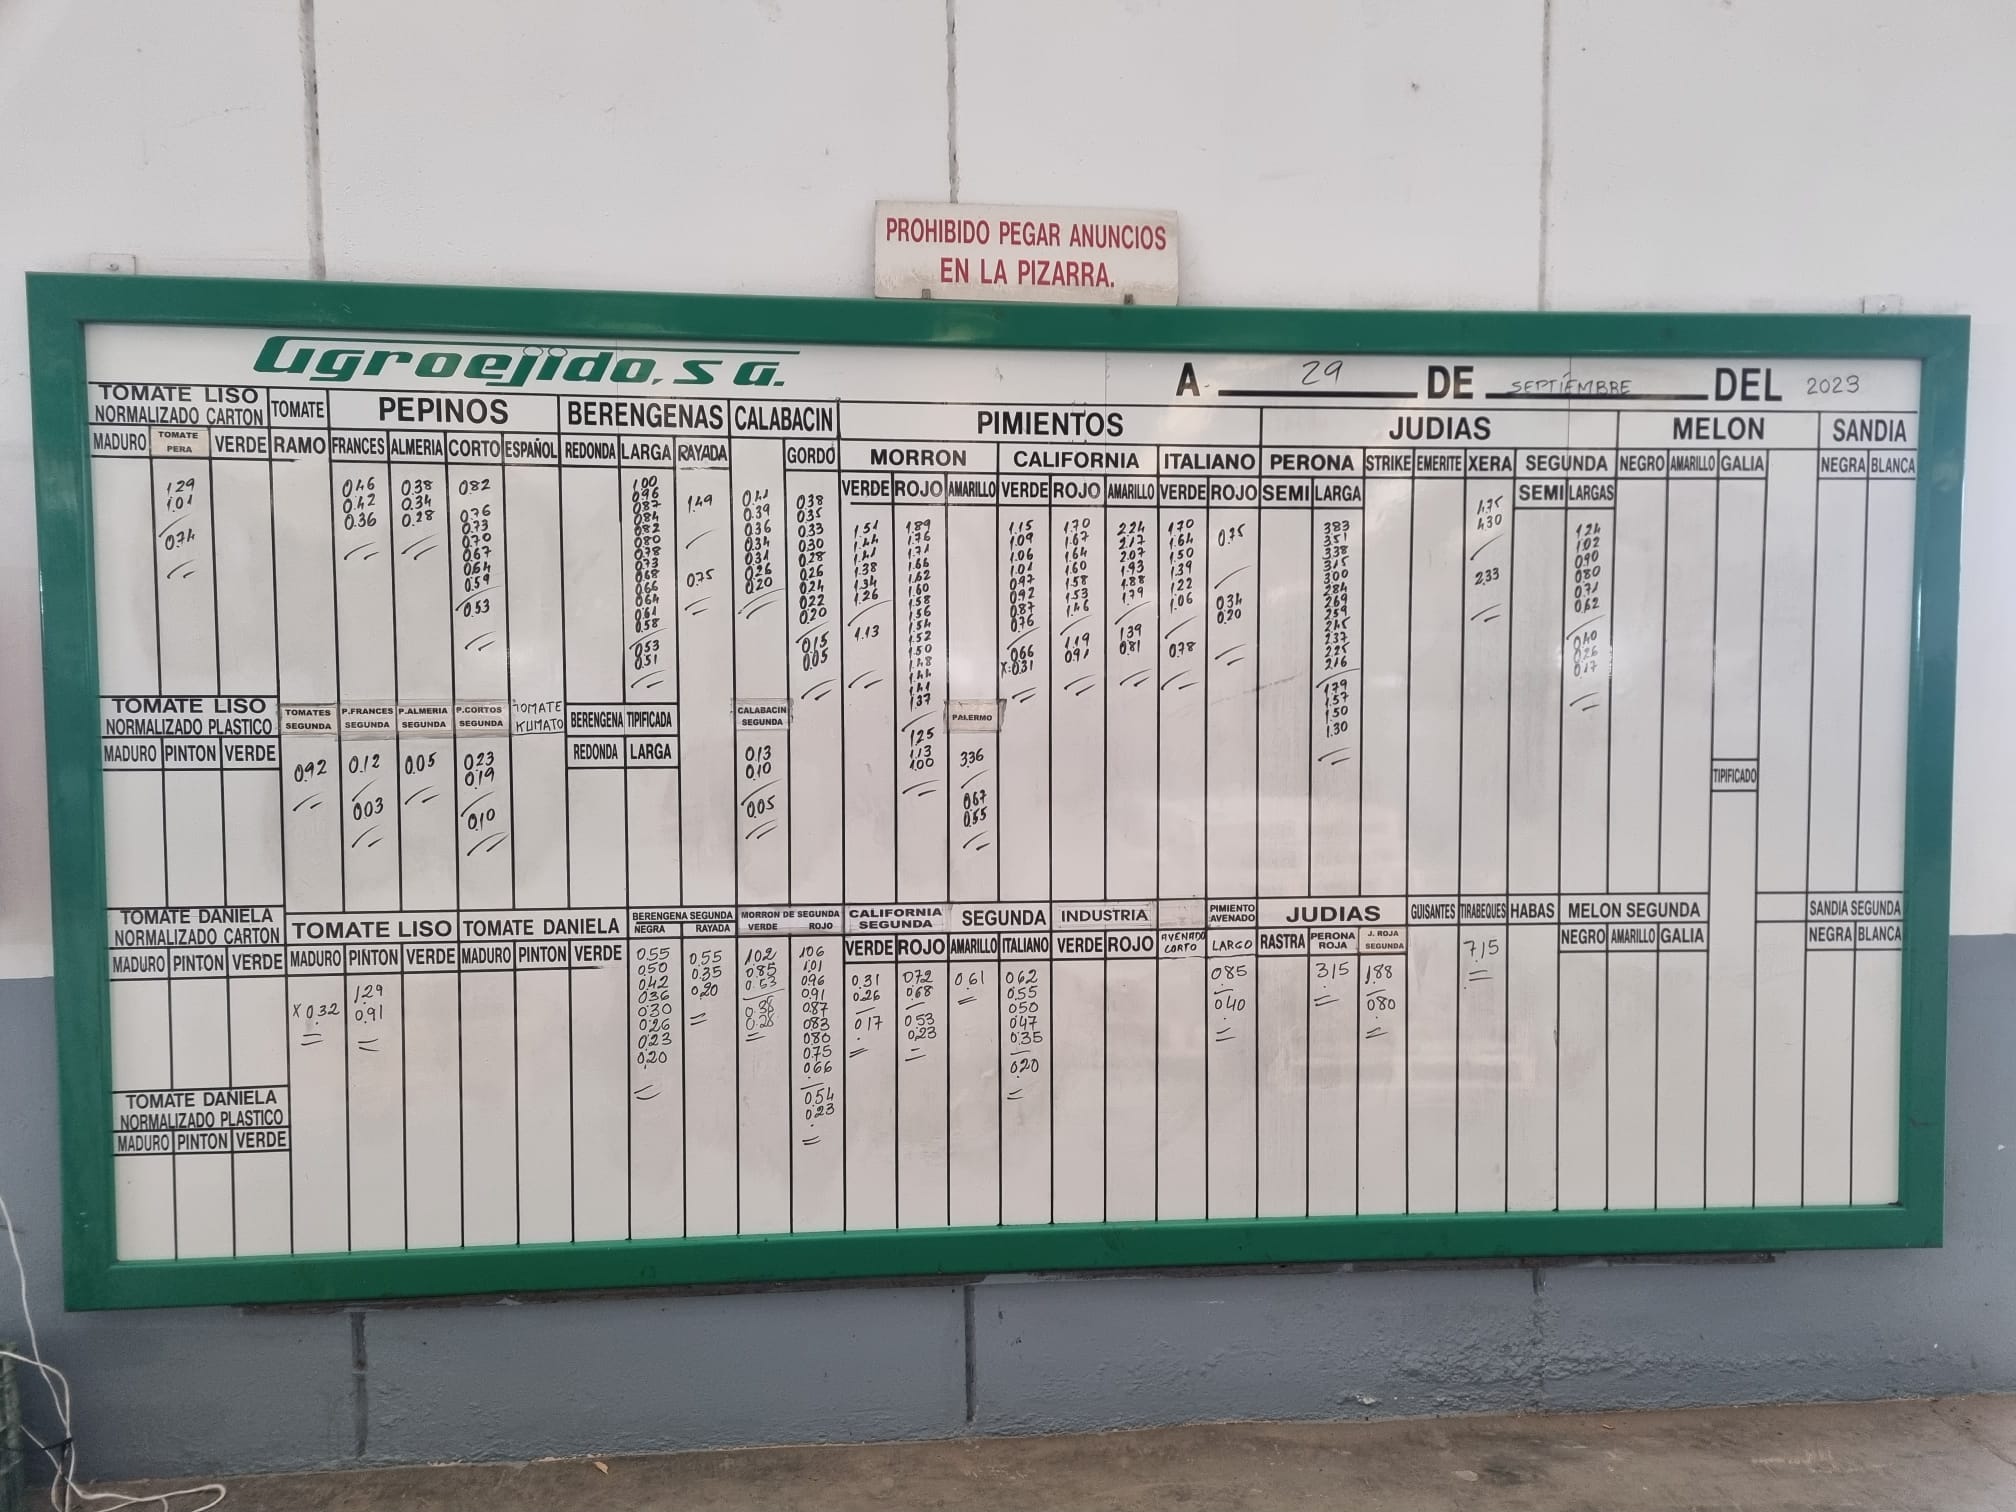 PROHIBIDO PEGAR ANUNCIOS
EN LA PIZARRA.
Agroejido, S A.
A 29 DE SEPTIEMBRE DEL 2023
TOMATE LISO
NORMALIZADO CARTON
TOMATE
PEPINOS
BERENGENAS
CALABACIN
PIMIENTOS
JUDIAS
MELON
SANDIA
MADURO
TOMATE
PERA
VERDE
RAMO
FRANCES
ALMERIA
CORTO
ESPAÑOL
REDONDA
LARGA
RAYADA
GORDO
MORRON
CALIFORNIA
ITALIANO
PERONA
STRIKE
EMERITE
XERA
SEGUNDA
NEGRO
AMARILLO
GALIA
NEGRA
BLANCA
VERDE
ROJO
AMARILLO
VERDE
ROJO
AMARILLO
VERDE
ROJO
SEMI
LARGA
SEMI
LARGAS
1.29
1.01
0.74
0.46
0.42
0.36
0.38
0.34
0.28
0.82
0.76
0.73
0.70
0.67
0.64
0.59
0.53
1.00
0.96
0.87
0.84
0.82
0.80
0.78
0.73
0.68
0.66
0.64
0.61
0.58
0.53
0.51
1.49
0.75
0.41
0.39
0.36
0.34
0.31
0.26
0.20
0.38
0.35
0.33
0.30
0.28
0.26
0.24
0.22
0.20
0.15
0.05
1.51
1.44
1.41
1.38
1.34
1.26
1.13
1.89
1.76
1.71
1.66
1.62
1.60
1.58
1.56
1.54
1.52
1.50
1.48
1.44
1.41
1.37
1.25
1.13
1.00
1.15
1.09
1.06
1.01
0.97
0.92
0.87
0.76
0.66
X:0.31
1.70
1.67
1.64
1.60
1.58
1.53
1.46
1.19
0.91
2.24
2.17
2.07
1.93
1.88
1.79
1.39
0.81
1.70
1.64
1.50
1.39
1.22
1.06
0.78
0.75
0.34
0.20
3.83
3.51
3.38
3.15
3.00
2.84
2.69
2.59
2.45
2.37
2.25
2.16
1.79
1.57
1.50
1.30
4.75
4.30
2.33
1.24
1.02
0.90
0.80
0.71
0.62
0.40
0.26
0.17
TOMATE LISO
NORMALIZADO PLASTICO
TOMATES
SEGUNDA
P.FRANCES
SEGUNDA
P.ALMERIA
SEGUNDA
P.CORTOS
SEGUNDA
TOMATE
KUMATO
BERENGENA TIPIFICADA
CALABACIN
SEGUNDA
PALERMO
MADURO
PINTON
VERDE
REDONDA
LARGA
TIPIFICADO
0.92
0.12
0.03
0.05
0.23
0.19
0.10
0.13
0.10
0.05
3.36
0.67
0.55
TOMATE DANIELA
NORMALIZADO CARTON
TOMATE LISO
TOMATE DANIELA
BERENGENA SEGUNDA
NEGRA
RAYADA
MORRON DE SEGUNDA
VERDE
ROJO
CALIFORNIA
SEGUNDA
SEGUNDA
INDUSTRIA
PIMIENTO
AVENADO
JUDIAS
GUISANTES
TIRABEQUES
HABAS
MELON SEGUNDA
SANDIA SEGUNDA
MADURO
PINTON
VERDE
MADURO
PINTON
VERDE
MADURO
PINTON
VERDE
VERDE
ROJO
AMARILLO
ITALIANO
VERDE
ROJO
AVENADO
CORTO
LARGO
RASTRA
PERONA
ROJA
J. ROJA
SEGUNDA
NEGRO
AMARILLO
GALIA
NEGRA
BLANCA
X 0.32
1.29
0.91
0.55
0.50
0.42
0.36
0.30
0.26
0.23
0.20
0.55
0.35
0.20
1.02
0.85
0.53
0.38
0.28
1.06
1.01
0.96
0.91
0.87
0.83
0.80
0.75
0.66
0.54
0.23
0.31
0.26
0.17
0.72
0.68
0.53
0.23
0.61
0.62
0.55
0.50
0.47
0.35
0.20
0.85
0.40
3.15
1.88
0.80
7.15
TOMATE DANIELA
NORMALIZADO PLASTICO
MADURO
PINTON
VERDE